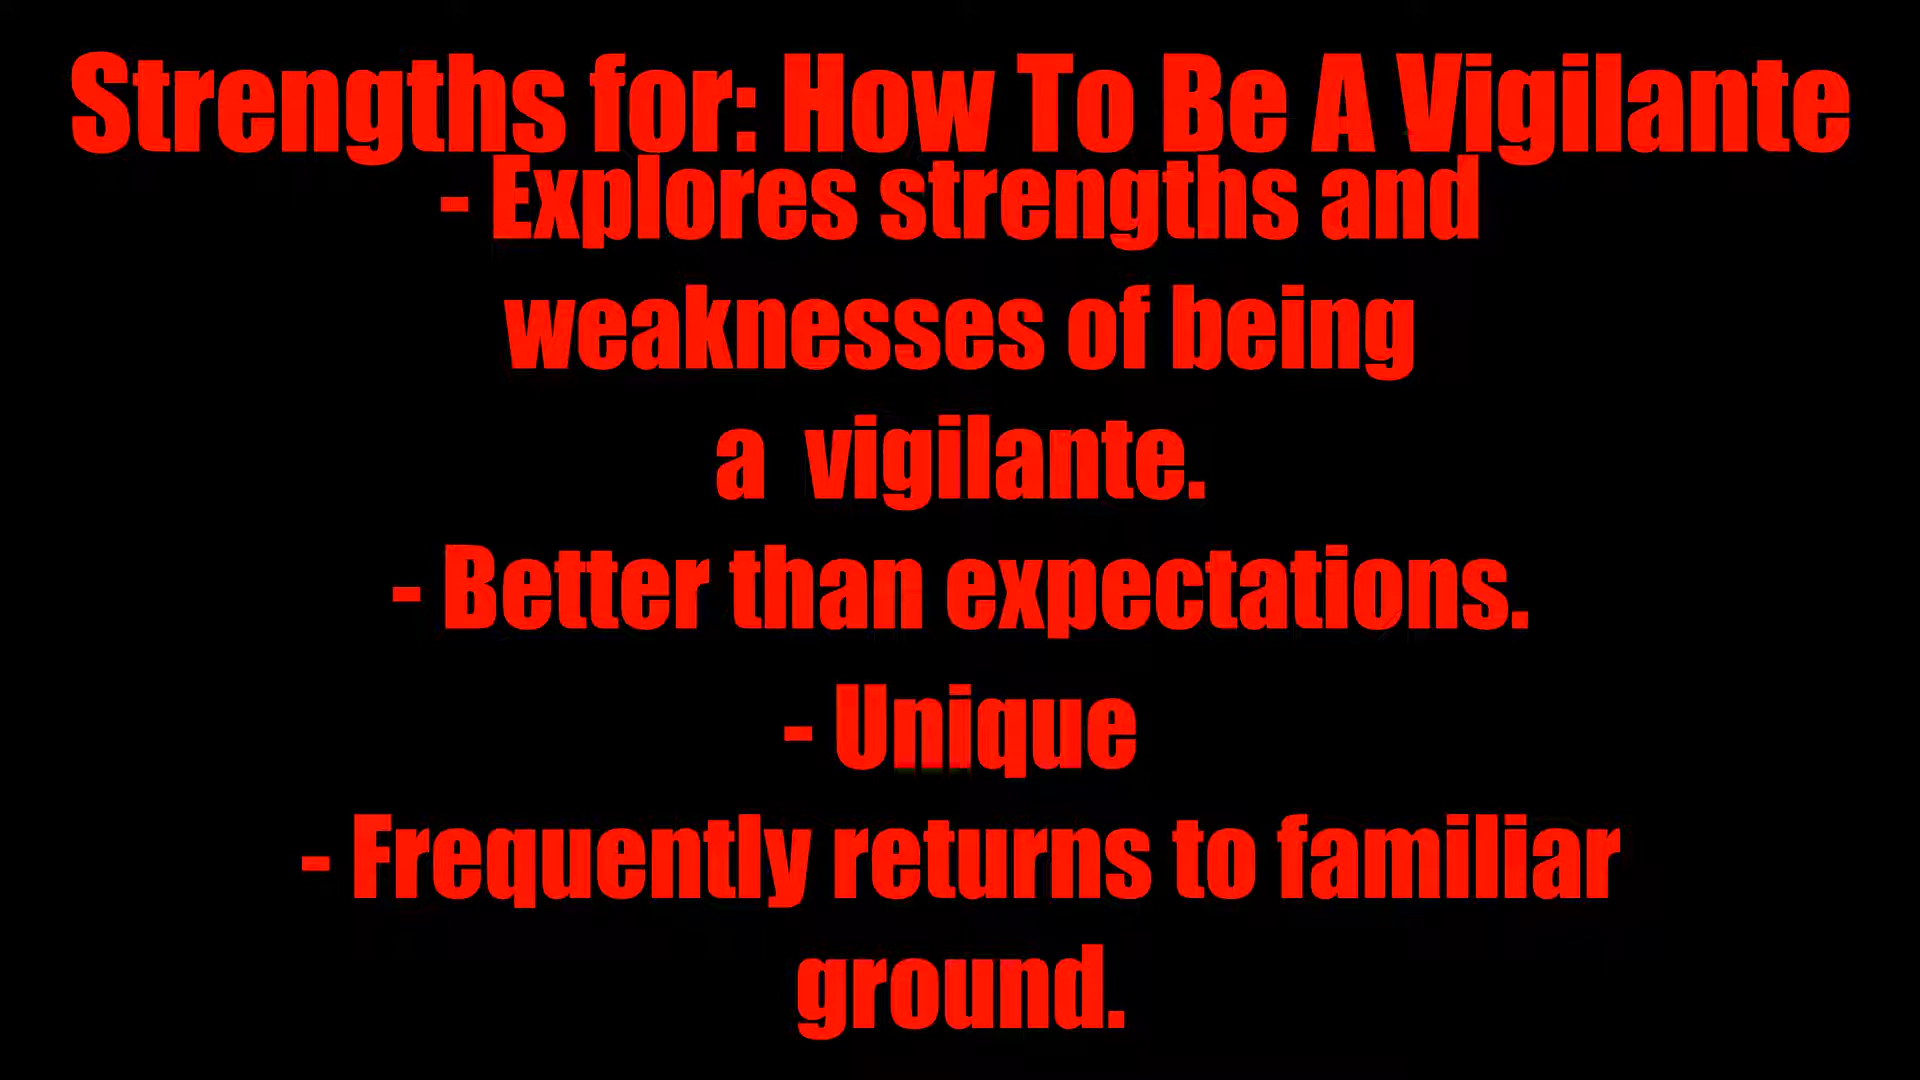 Strengths for: How To Be A Vigilante
- Explores strengths and
weaknesses of being
a  vigilante.
- Better than expectations.
- Unique
- Frequently returns to familiar
ground.